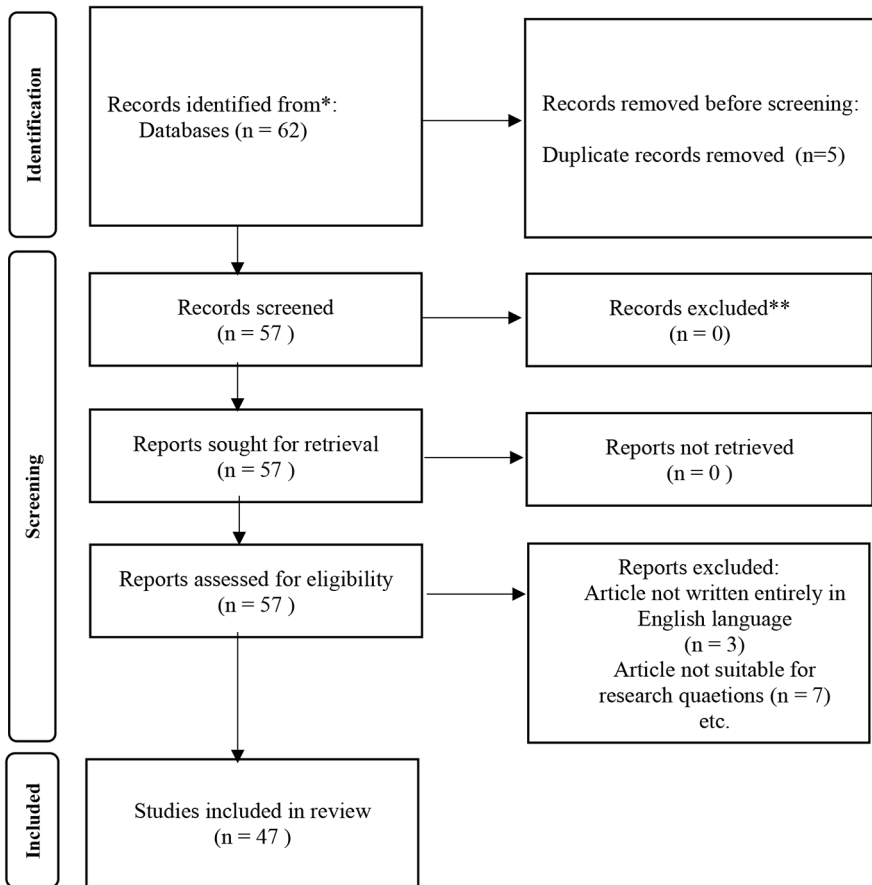 Identification
Records identified from*:
Databases (n = 62)
Records removed before screening:
Duplicate records removed (n=5)
Screening
Records screened
(n = 57 )
Records excluded**
(n = 0)
Reports sought for retrieval
(n = 57 )
Reports not retrieved
(n = 0 )
Reports assessed for eligibility
(n = 57 )
Reports excluded:
Article not written entirely in
English language
(n = 3)
Article not suitable for
research quaetions (n = 7)
etc.
Included
Studies included in review
(n = 47 )